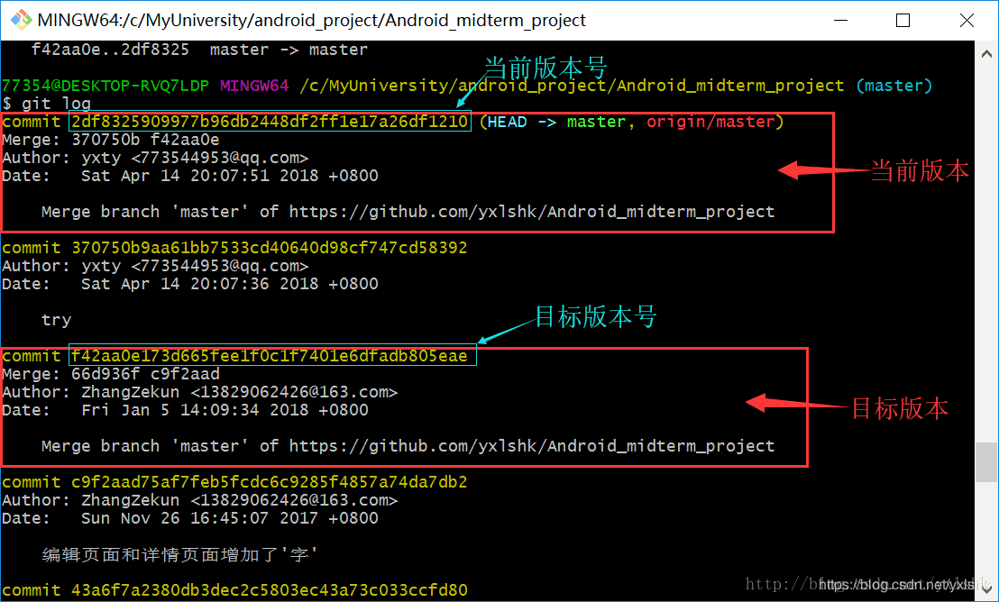 MINGW64:/c/MyUniversity/android_project/Android_midterm_project
f42aa0e..2df8325  master -> master
当前版本号
77354@DESKTOP-RVQ7LDP MINGW64 /c/MyUniversity/android_project/Android_midterm_project (master)
$ git log
commit 2df8325909977b96db2448df2ff1e17a26df1210 (HEAD -> master, origin/master)
Merge: 370750b f42aa0e
Author: yxty <773544953@qq.com>
当前版本
Date:   Sat Apr 14 20:07:51 2018 +0800
Merge branch 'master' of https://github.com/yxlshk/Android_midterm_project
commit 370750b9aa61bb7533cd40640d98cf747cd58392
Author: yxty <773544953@qq.com>
Date:   Sat Apr 14 20:07:36 2018 +0800
try
目标版本号
commit f42aa0e173d665fee1f0c1f7401e6dfadb805eae
Merge: 66d936f c9f2aad
Author: ZhangZekun <13829062426@163.com>
Date:   Fri Jan 5 14:09:34 2018 +0800
目标版本
Merge branch 'master' of https://github.com/yxlshk/Android_midterm_project
commit c9f2aad75af7feb5fcdc6c9285f4857a74da7db2
Author: ZhangZekun <13829062426@163.com>
Date:   Sun Nov 26 16:45:07 2017 +0800
编辑页面和详情页面增加了'字'
commit 43a6f7a2380db3dec2c5803ec43a73c033ccfd80